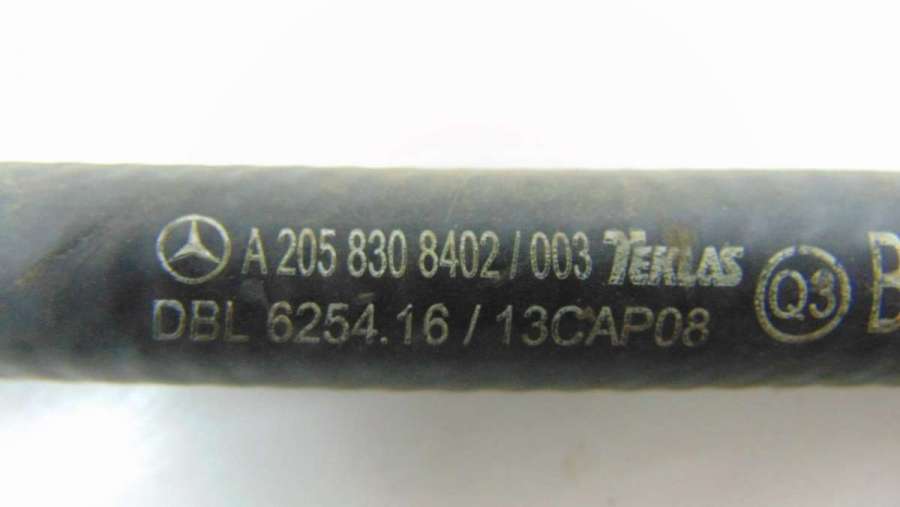 A 205 830 8402 / 003 TEKLAS Q3
DBL 6254.16 / 13CAP08